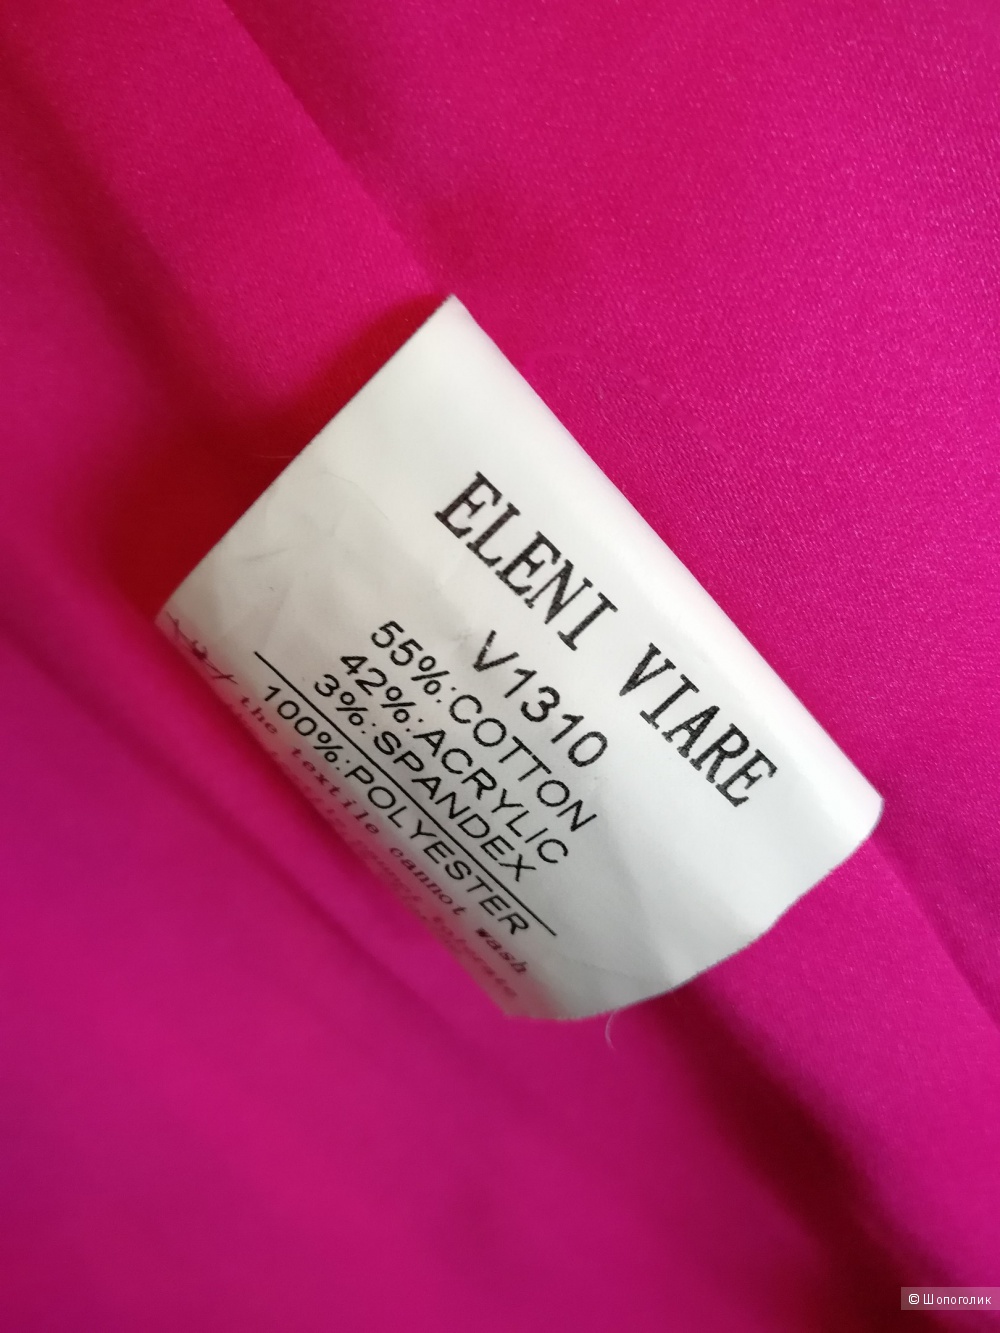 ELENI VIARE
V1310
55%:COTTON
42%:ACRYLIC
3%:SPANDEX
100%:POLYESTER
the textile cannot wash
© Шопоголик